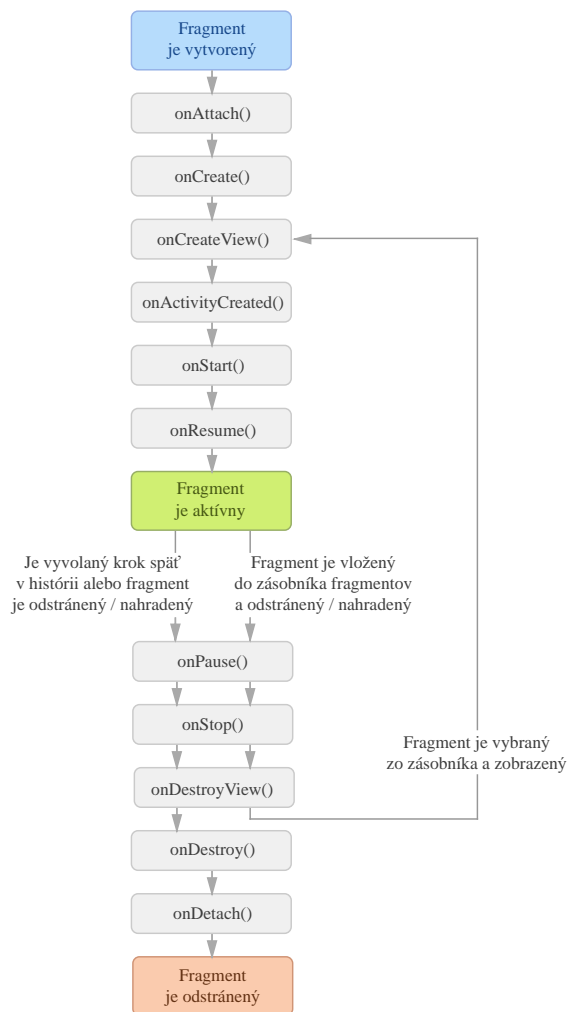 Fragment
je vytvorený
onAttach()
onCreate()
onCreateView()
onActivityCreated()
onStart()
onResume()
Fragment
je aktívny
Je vyvolaný krok späť
v histórii alebo fragment
je odstránený / nahradený
Fragment je vložený
do zásobníka fragmentov
a odstránený / nahradený
onPause()
onStop()
Fragment je vybraný
zo zásobníka a zobrazený
onDestroyView()
onDestroy()
onDetach()
Fragment
je odstránený